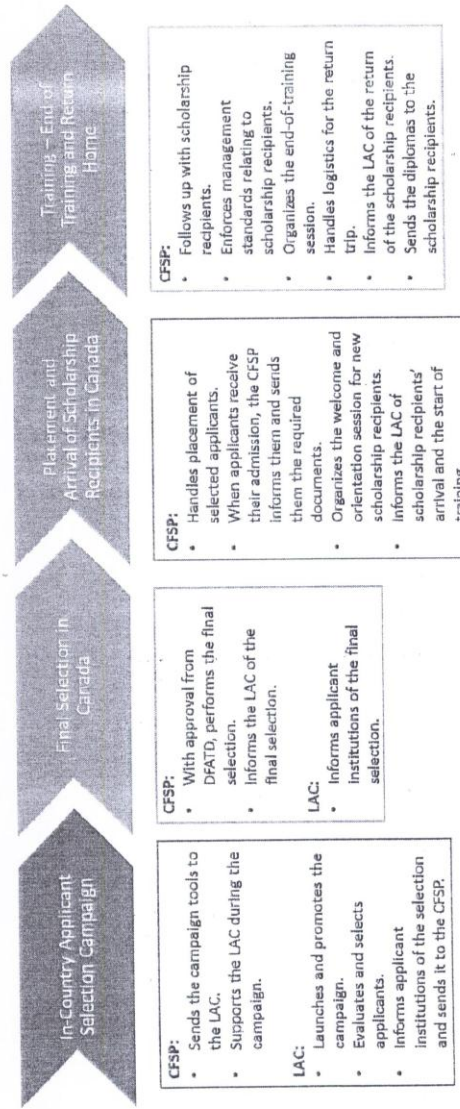 In-Country Applicant
Selection Campaign
CFSP:
• Sends the campaign tools to
the LAC.
• Supports the LAC during the
campaign.
LAC:
• Launches and promotes the
campaign.
• Evaluates and selects
applicants.
• Informs applicant
institutions of the selection
and sends it to the CFSP.
Final Selection in
Canada
CFSP:
• With approval from
DFATD, performs the final
selection.
• Informs the LAC of the
final selection.
LAC:
• Informs applicant
institutions of the final
selection.
Placement and
Arrival of Scholarship
Recipients in Canada
CFSP:
• Handles placement of
selected applicants.
• When applicants receive
their admission, the CFSP
informs them and sends
them the required
documents.
• Organizes the welcome and
orientation session for new
scholarship recipients.
• Informs the LAC of
scholarship recipients'
arrival and the start of
training.
Training – End of
Training and Return
Home
CFSP:
• Follows up with scholarship
recipients.
• Enforces management
standards relating to
scholarship recipients.
• Organizes the end-of-training
session.
• Handles logistics for the return
trip.
• Informs the LAC of the return
of the scholarship recipients.
• Sends the diplomas to the
scholarship recipients.